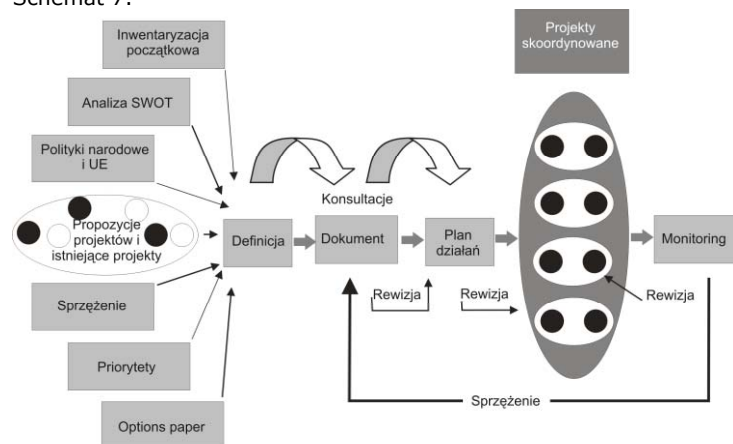 Schemat 7.
Inwentaryzacja
początkowa
Projekty
skoordynowane
Analiza SWOT
Polityki narodowe
i UE
Konsultacje
Propozycje
projektów i
istniejące projekty
Definicja
Dokument
Plan
działań
Monitoring
Sprzężenie
Rewizja
Rewizja
Rewizja
Priorytety
Options paper
Sprzężenie